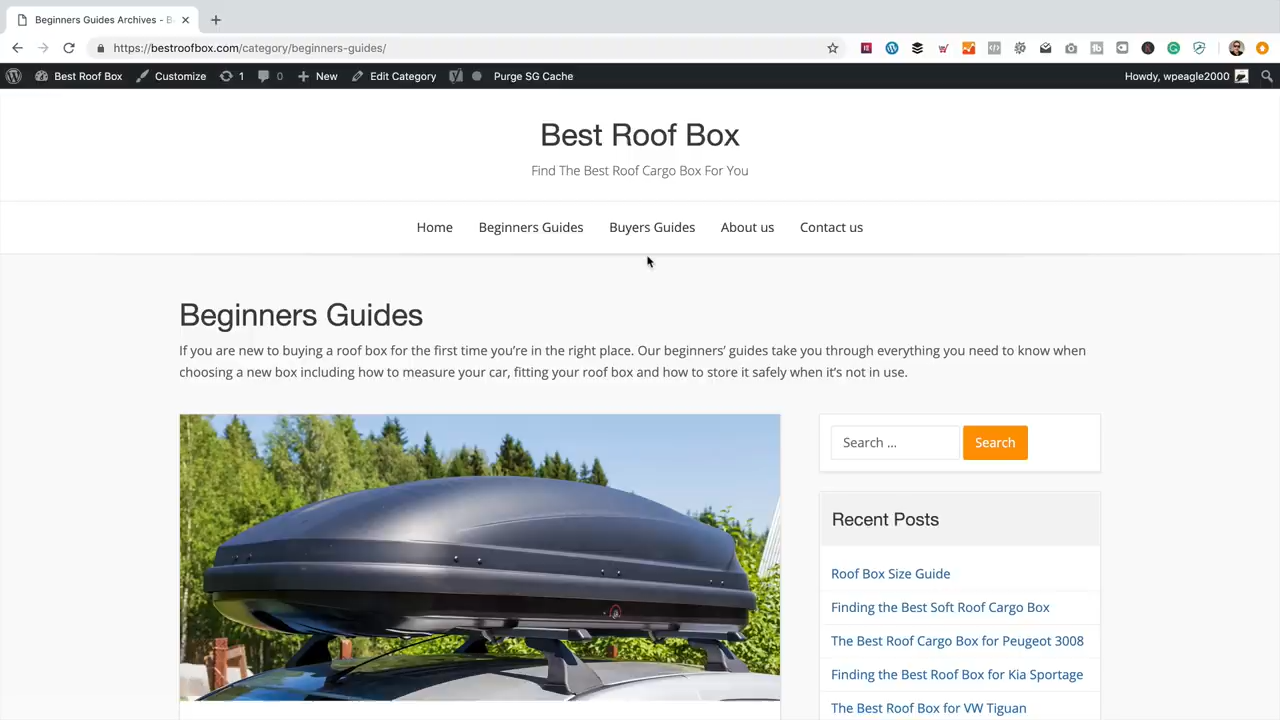 Beginners Guides Archives - B
https://bestroofbox.com/category/beginners-guides/
Best Roof Box
Customize
1
0
New
Edit Category
Purge SG Cache
Howdy, wpeagle2000
Best Roof Box
Find The Best Roof Cargo Box For You
Home
Beginners Guides
Buyers Guides
About us
Contact us
Beginners Guides
If you are new to buying a roof box for the first time you’re in the right place. Our beginners’ guides take you through everything you need to know when
choosing a new box including how to measure your car, fitting your roof box and how to store it safely when it’s not in use.
Search ...
Search
Recent Posts
Roof Box Size Guide
Finding the Best Soft Roof Cargo Box
The Best Roof Cargo Box for Peugeot 3008
Finding the Best Roof Box for Kia Sportage
The Best Roof Box for VW Tiguan